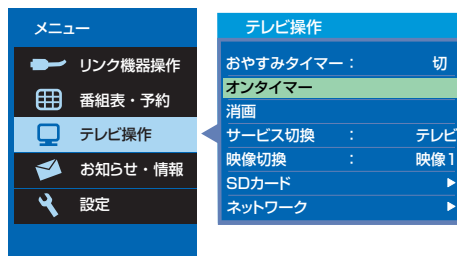 メニュー
リンク機器操作
番組表・予約
テレビ操作
お知らせ・情報
設定
テレビ操作
おやすみタイマー： 切
オンタイマー
消画
サービス切換 ： テレビ
映像切換 ： 映像1
SDカード
ネットワーク